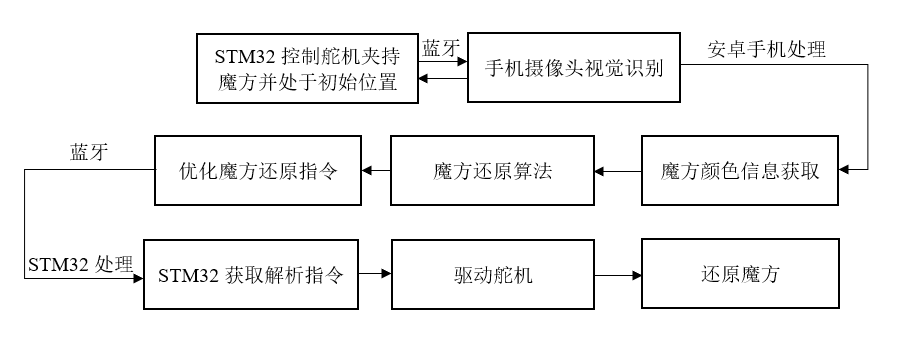 STM32 控制舵机夹持
魔方并处于初始位置
蓝牙
手机摄像头视觉识别
安卓手机处理
魔方颜色信息获取
魔方还原算法
优化魔方还原指令
蓝牙
STM32 处理
STM32 获取解析指令
驱动舵机
还原魔方